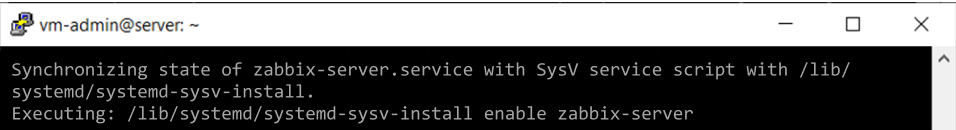 vm-admin@server: ~
Synchronizing state of zabbix-server.service with SysV service script with /lib/
systemd/systemd-sysv-install.
Executing: /lib/systemd/systemd-sysv-install enable zabbix-server